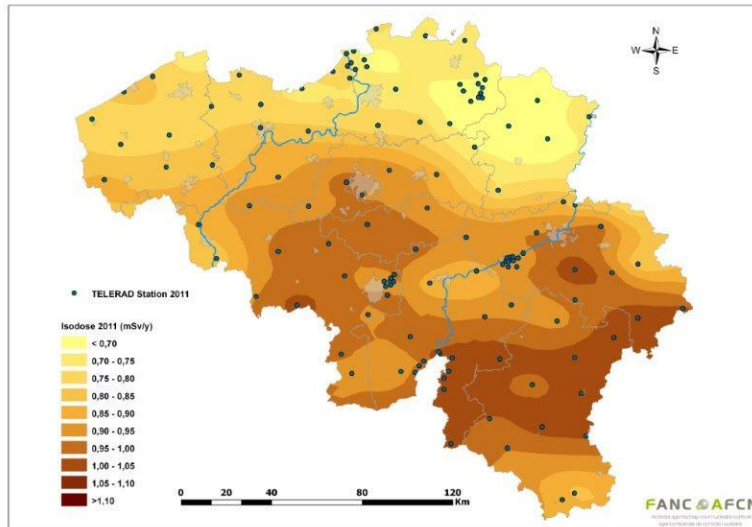 N
W E
S
TELERAD Station 2011
Isodose 2011 (mSv/y)
< 0,70
0,70 - 0,75
0,75 - 0,80
0,80 - 0,85
0,85 - 0,90
0,90 - 0,95
0,95 - 1,00
1,00 - 1,05
1,05 - 1,10
>1,10
0 20 40 80 120
Km
FANC AFCN